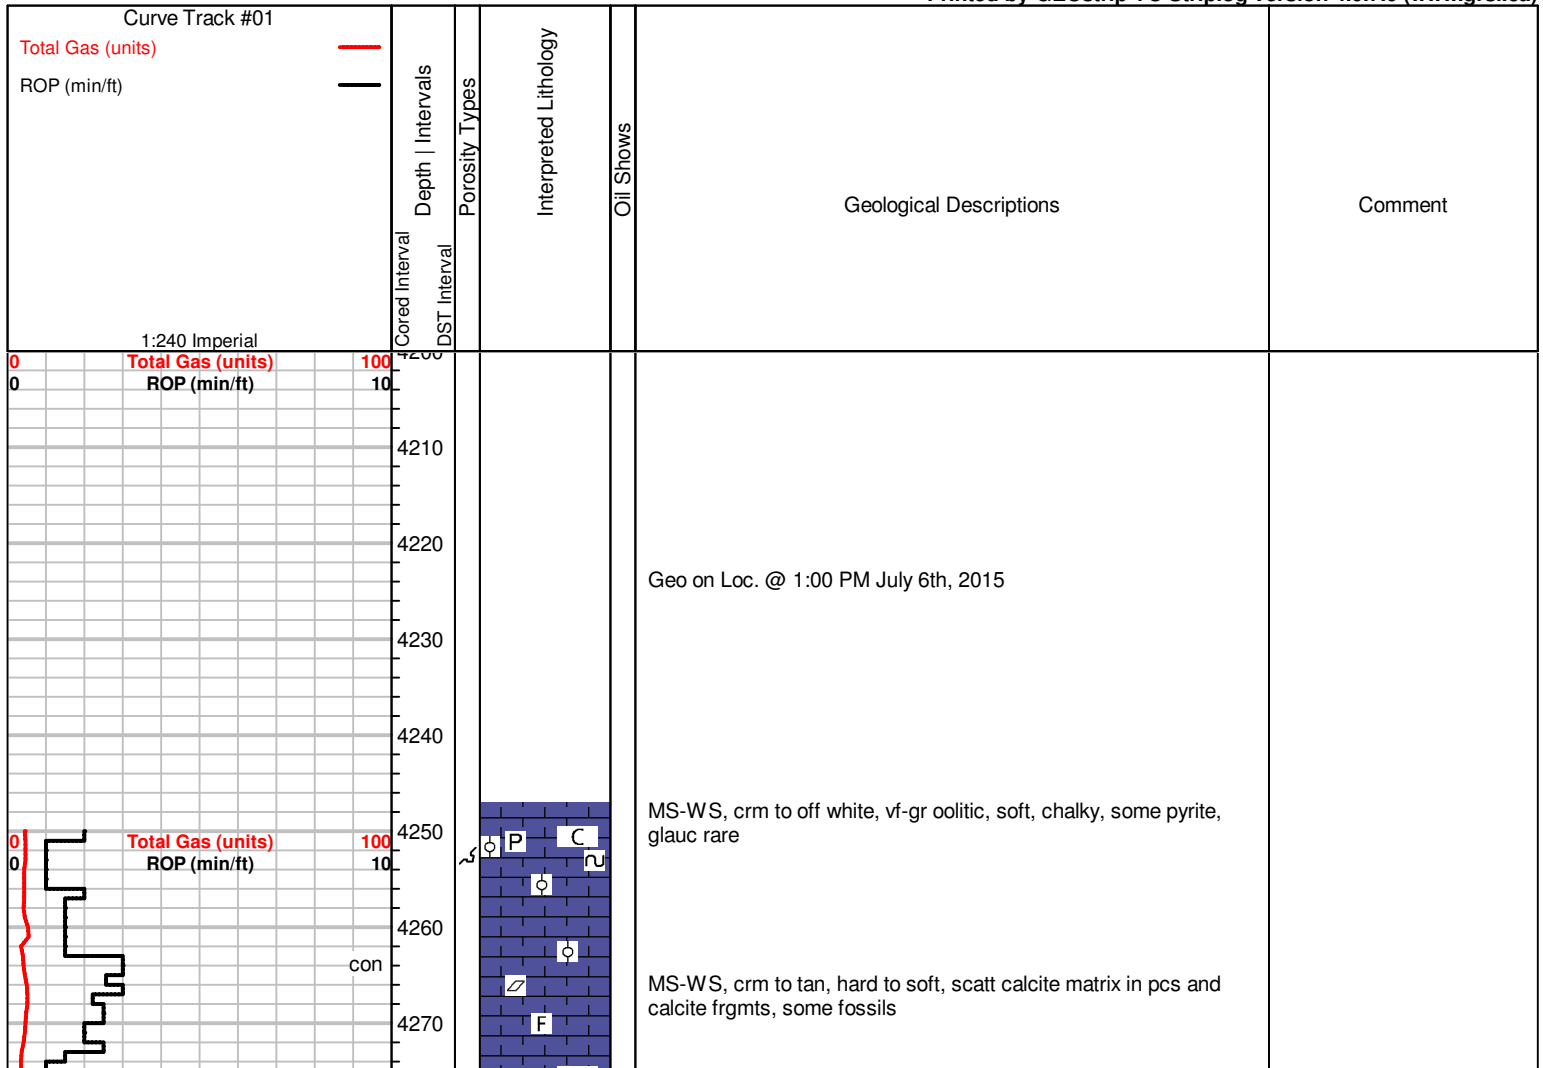 Curve Track #01
Total Gas (units)
ROP (min/ft)
1:240 Imperial
Depth | Intervals
Cored Interval
DST Interval
Porosity Types
Interpreted Lithology
Oil Shows
Geological Descriptions
Comment
0 Total Gas (units) 100
0 ROP (min/ft) 10
4200
4210
4220
Geo on Loc. @ 1:00 PM July 6th, 2015
4230
4240
MS-WS, crm to off white, vf-gr oolitic, soft, chalky, some pyrite,
glauc rare
0 Total Gas (units) 100
4250
P C
0 ROP (min/ft) 10
4260
con
MS-WS, crm to tan, hard to soft, scatt calcite matrix in pcs and
calcite frgmts, some fossils
4270
F